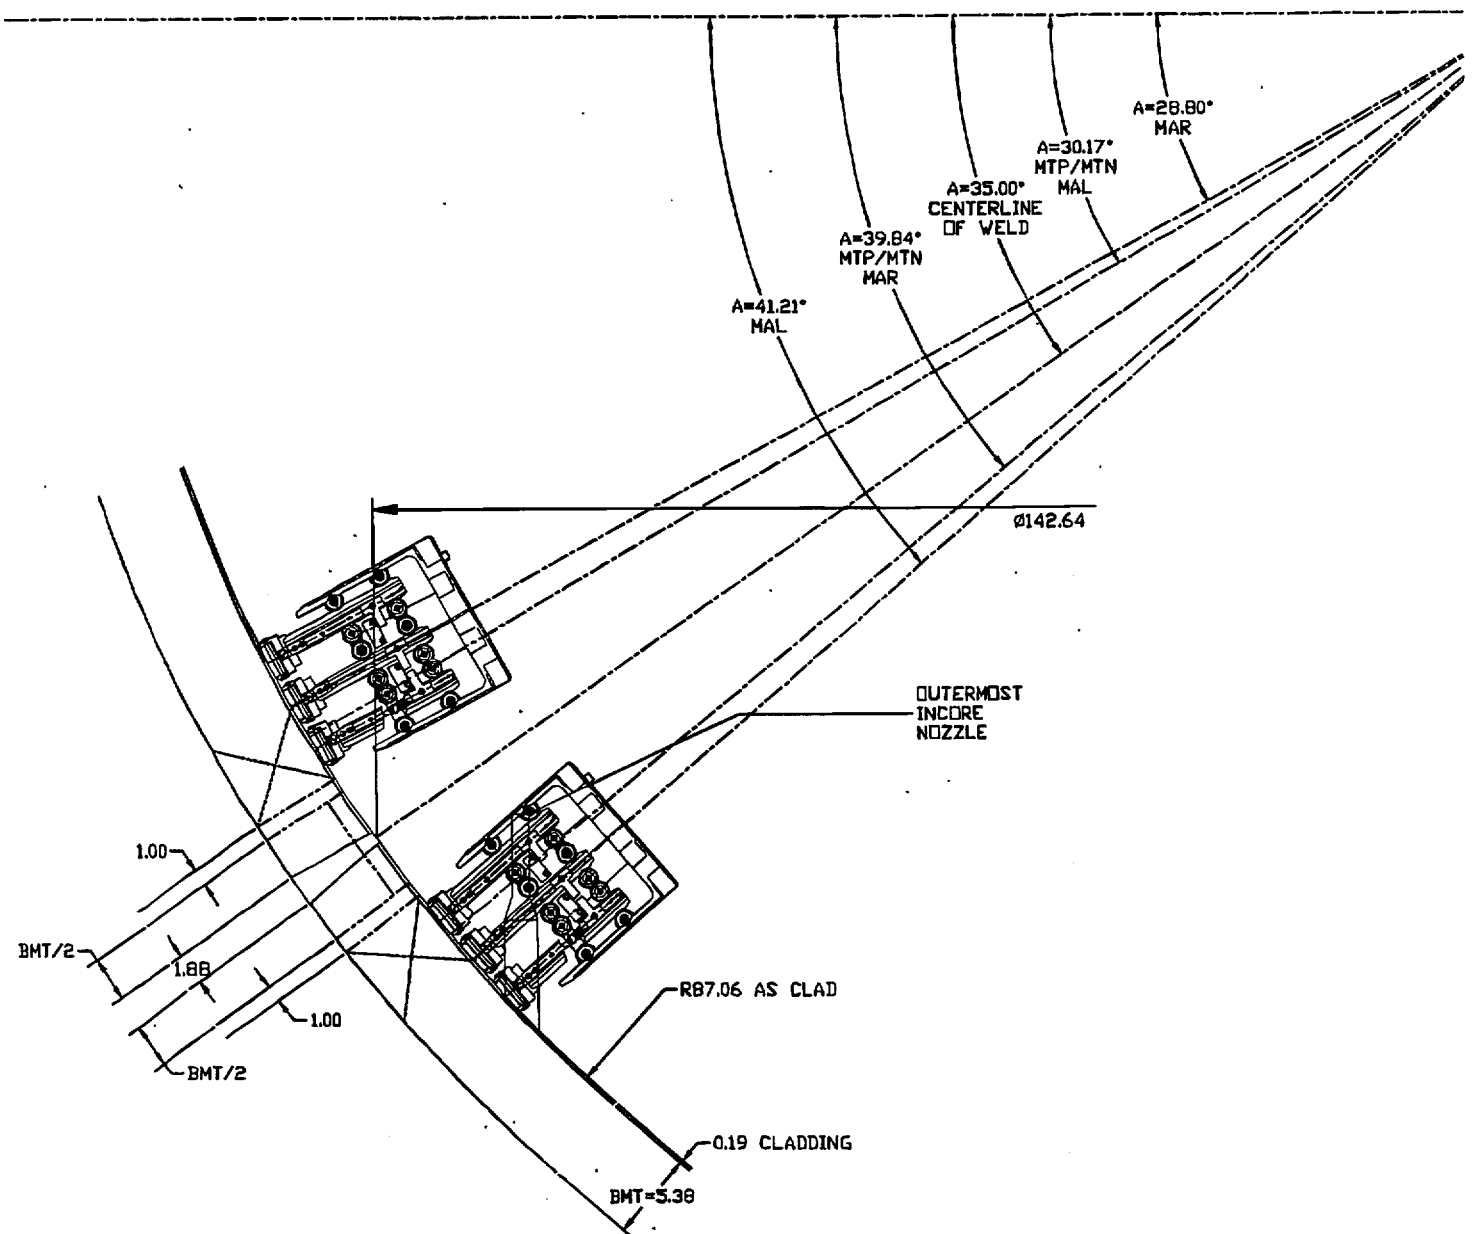 A=28.80°
MAR
A=30.17°
MTP/MTN
MAL
A=35.00°
CENTERLINE
OF WELD
A=39.84°
MTP/MTN
MAR
A=41.21°
MAL
Ø142.64
OUTERMOST
INCORE
NOZZLE
1.00
BMT/2
1.88
1.00
BMT/2
R87.06 AS CLAD
0.19 CLADDING
BMT=5.38